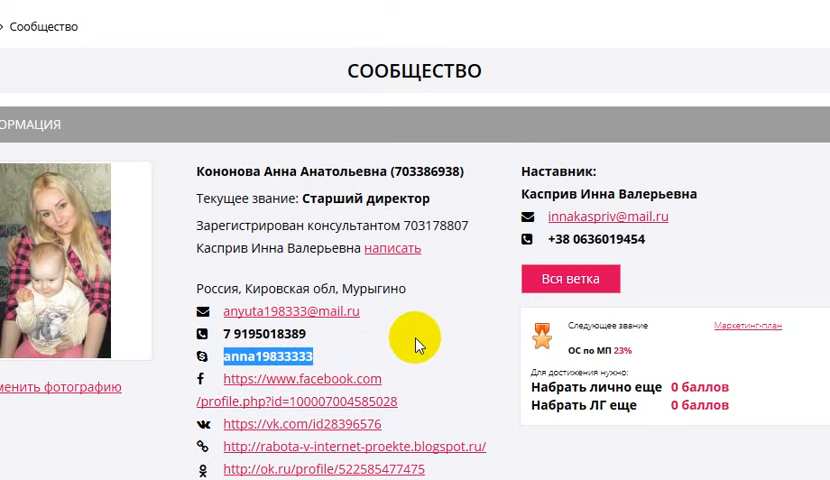 Сообщество
СООБЩЕСТВО
ОРМАЦИЯ
Кононова Анна Анатольевна (703386938)
Текущее звание: Старший директор
Зарегистрирован консультантом 703178807
Касприв Инна Валерьевна написать
Россия, Кировская обл, Мурыгино
anyuta198333@mail.ru
7 9195018389
anna19833333
https://www.facebook.com
/profile.php?id=100007004585028
https://vk.com/id28396576
http://rabota-v-internet-proekte.blogspot.ru/
http://ok.ru/profile/522585477475
менить фотографию
Наставник:
Касприв Инна Валерьевна
innakaspriv@mail.ru
+38 0636019454
Вся ветка
Следующее звание Маркетинг-план
ОС по МП 23%
Для достижения нужно:
Набрать лично еще 0 баллов
Набрать ЛГ еще 0 баллов